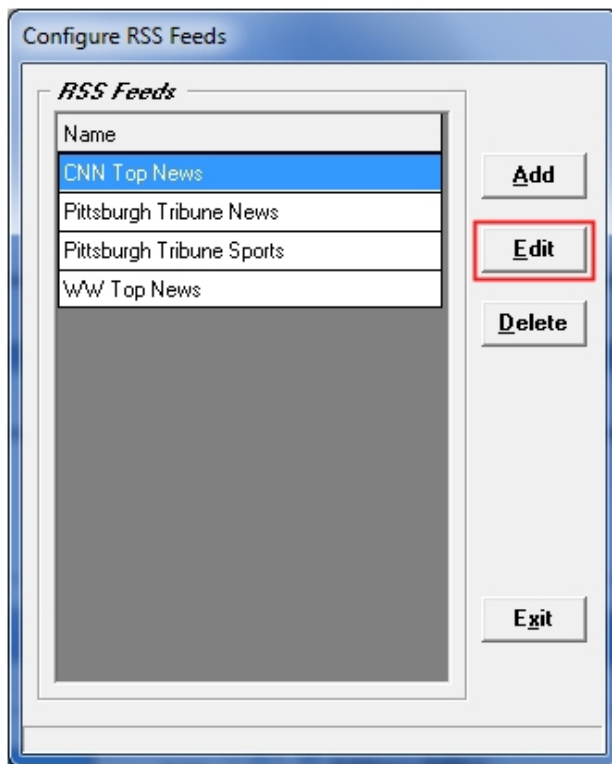 Configure RSS Feeds
RSS Feeds
Name
CNN Top News
Pittsburgh Tribune News
Pittsburgh Tribune Sports
WW Top News
Add
Edit
Delete
Exit